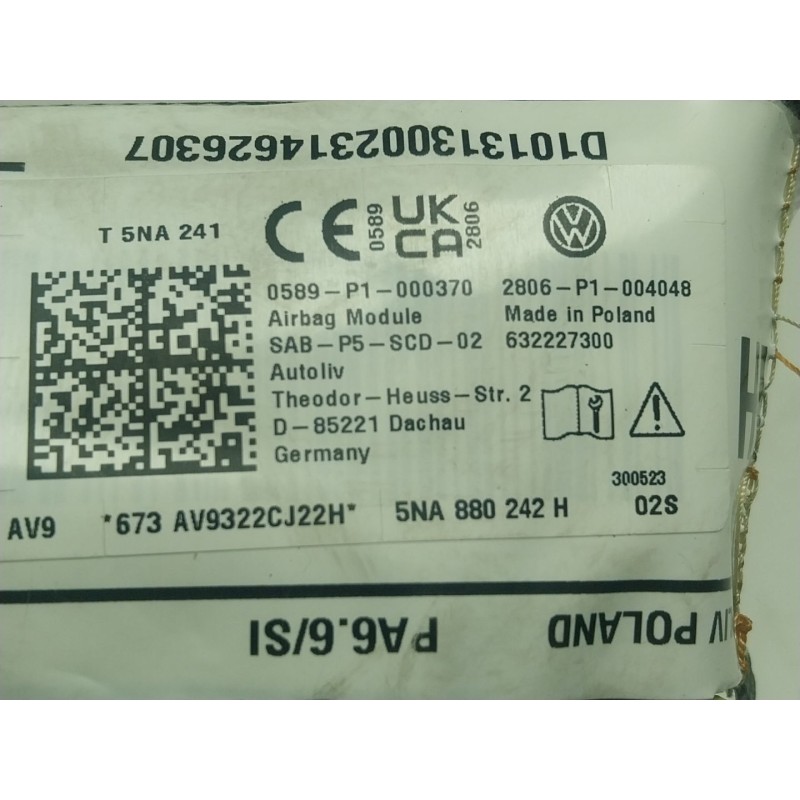 D10131300231462630​7
T 5NA 241
CE 0589 UK CA 2806
0589-P1-000370 2806-P1-004048
Airbag Module Made in Poland
SAB-P5-SCD-02 632227300
Autoliv
Theodor-Heuss-Str. 2
D-85221 Dachau
Germany
300523
AV9 *673 AV9322CJ22H* 5NA 880 242 H 02S
PA6.6/SI
POLAND